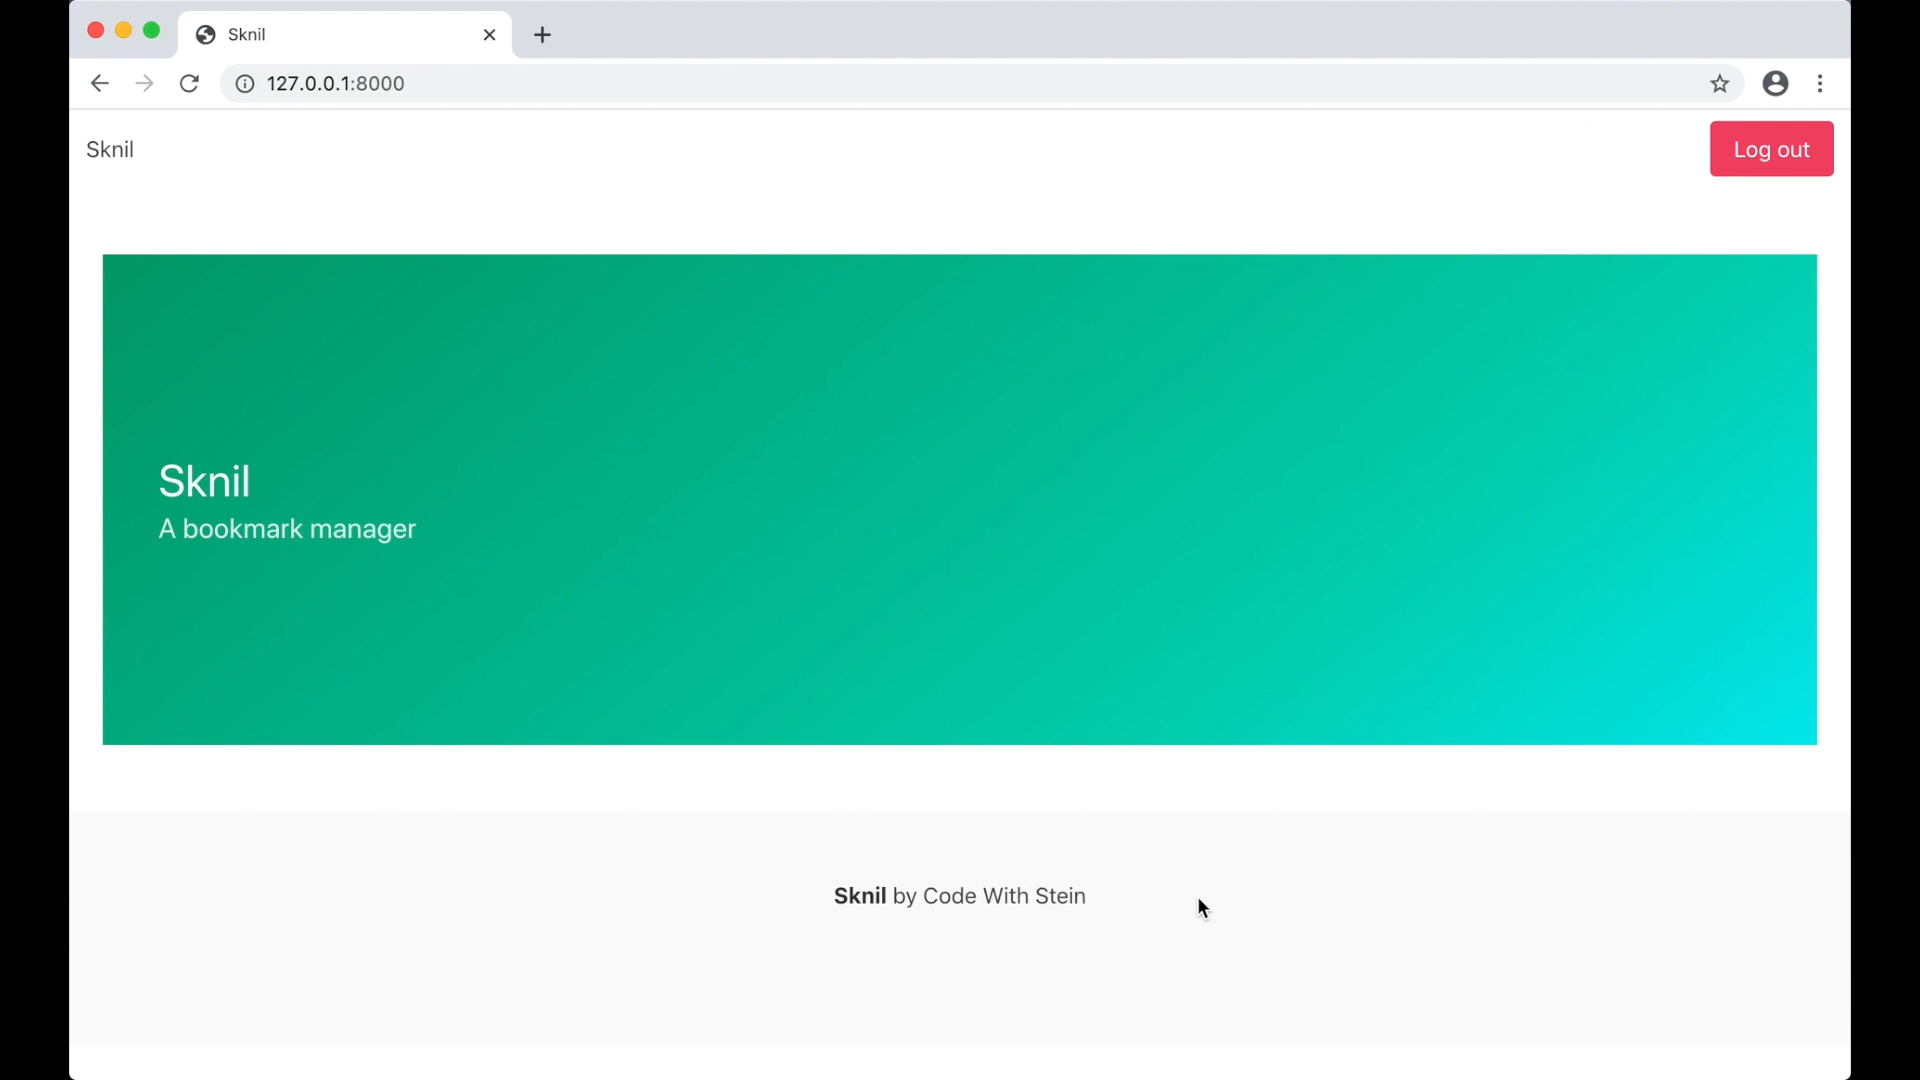 Sknil
127.0.0.1:8000
Sknil
Log out
Sknil
A bookmark manager
Sknil by Code With Stein